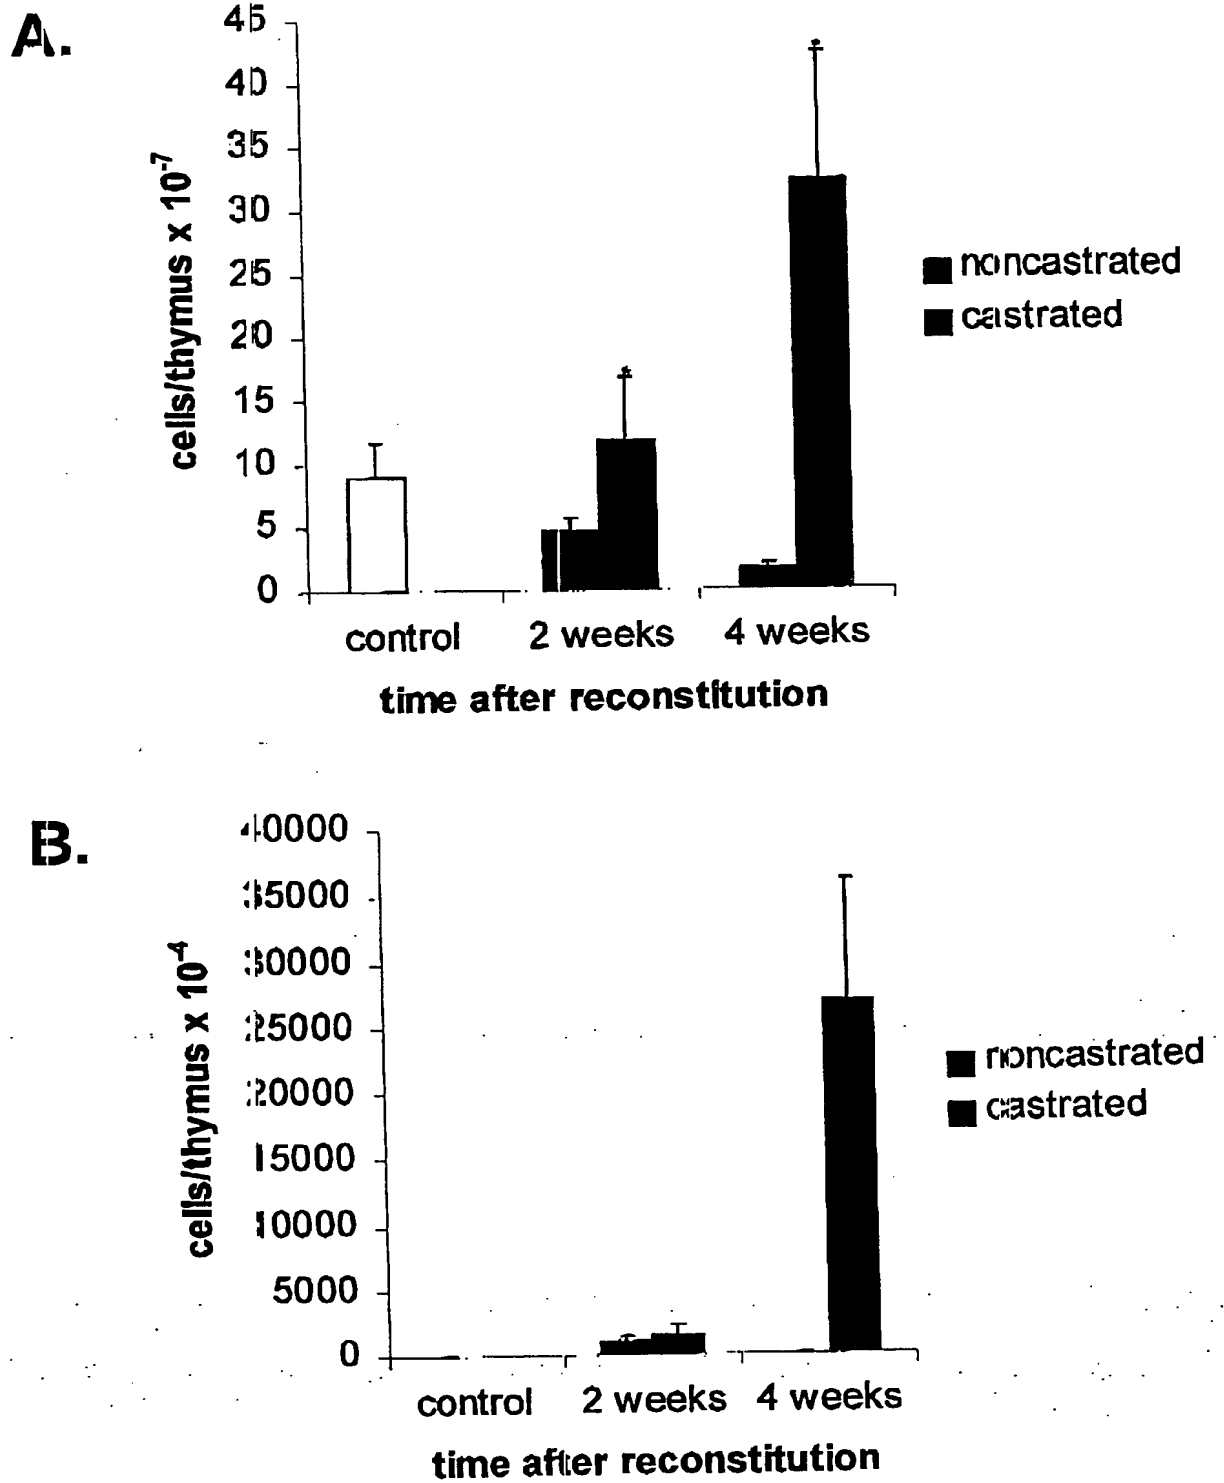 A.
45
40
35
30
25
20
15
10
5
0
cells/thymus x 10-7
noncastrated
castrated
control 2 weeks 4 weeks
time after reconstitution
B.
40000
35000
30000
25000
20000
15000
10000
5000
0
cells/thymus x 10-4
noncastrated
castrated
control 2 weeks 4 weeks
time after reconstitution